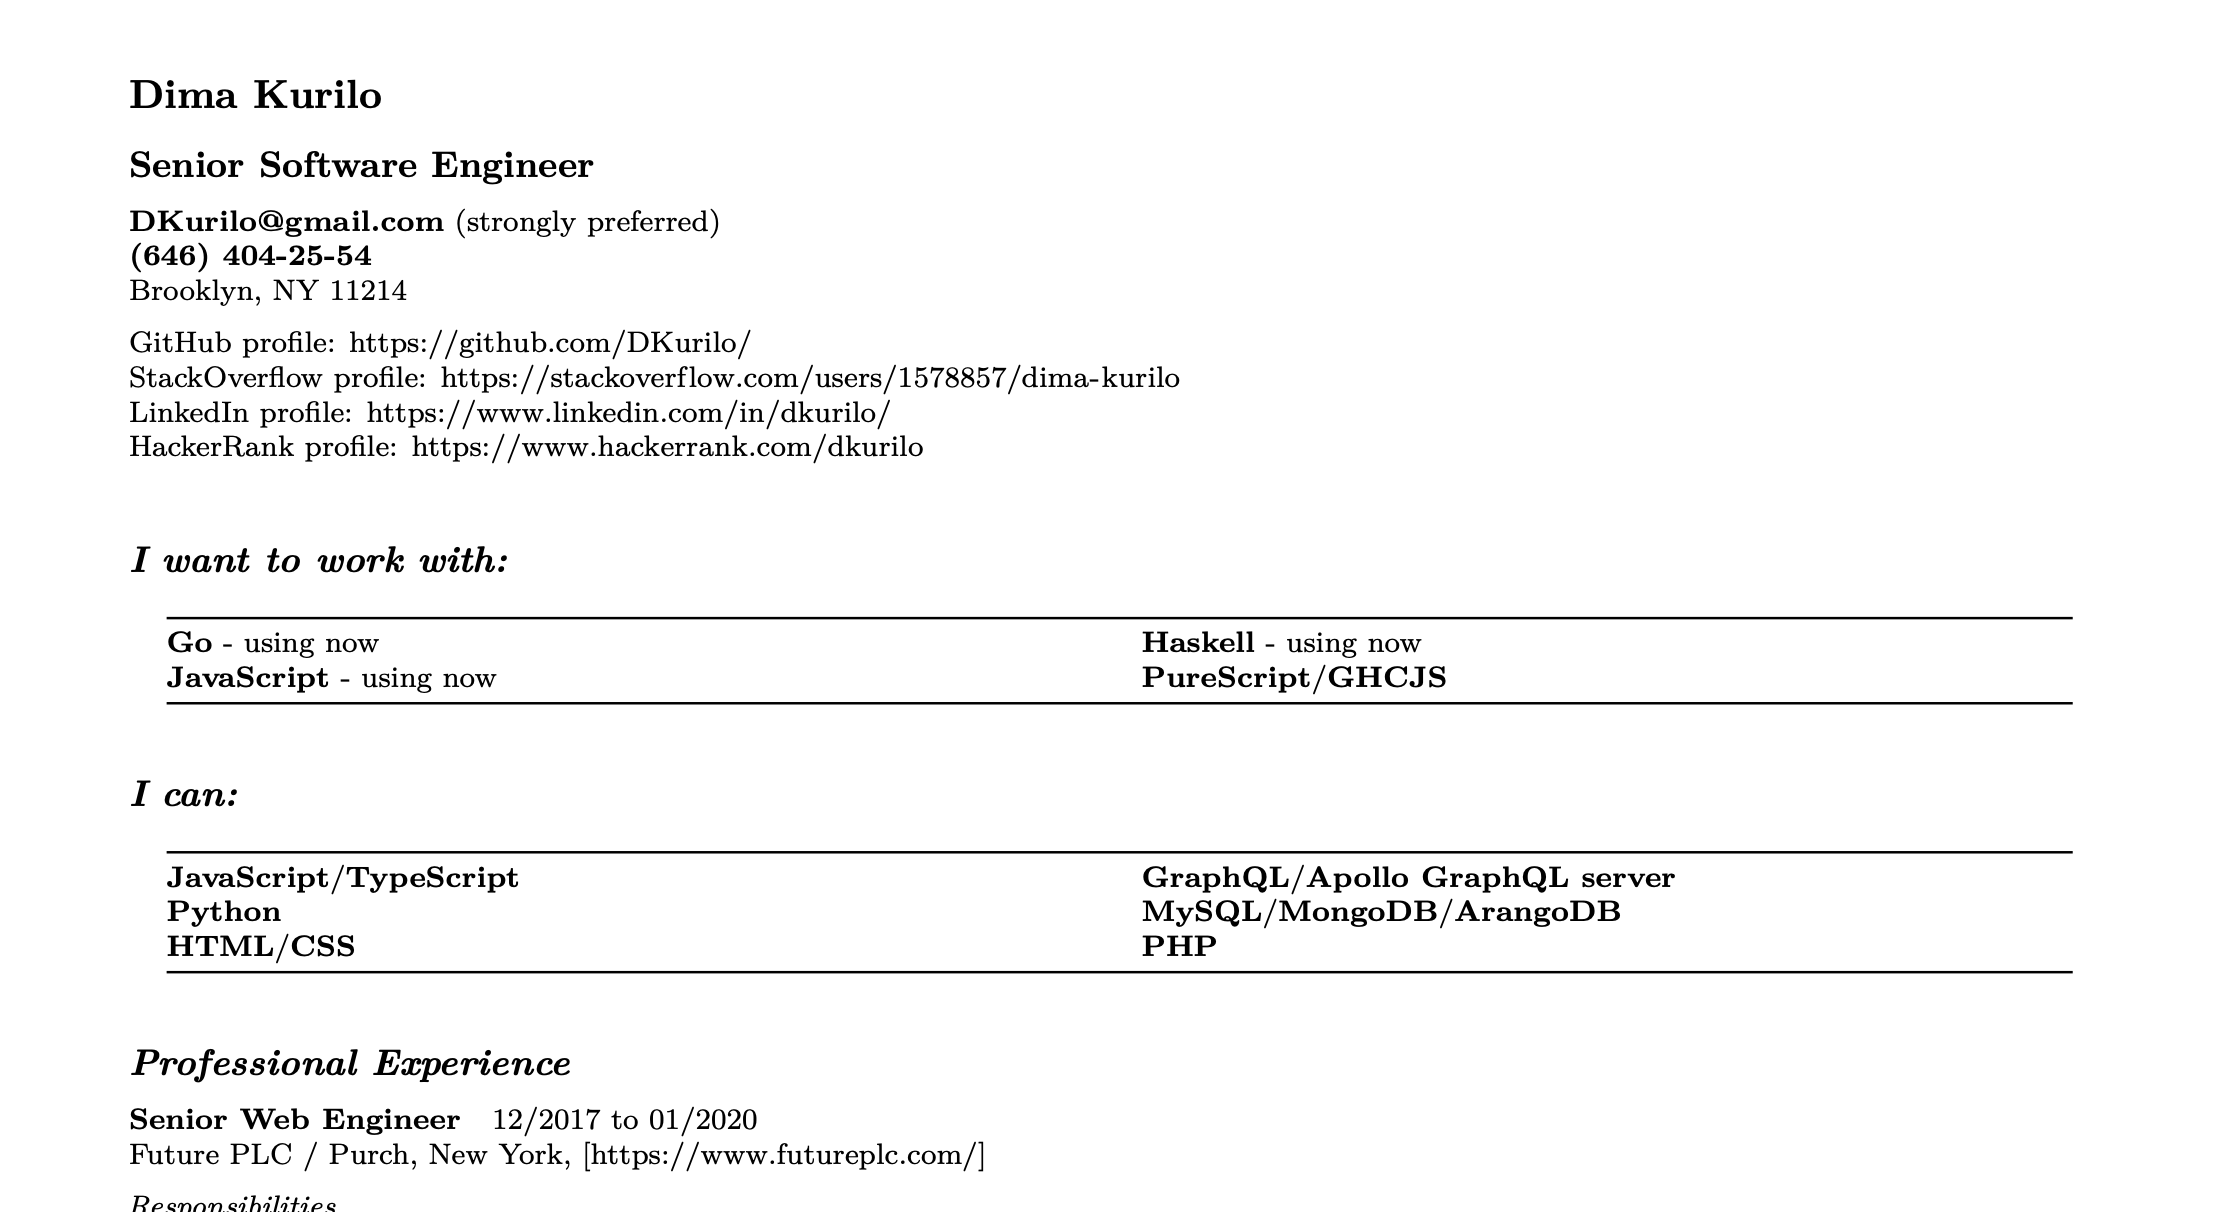 Dima Kurilo
Senior Software Engineer
DKurilo@gmail.com (strongly preferred)
(646) 404-25-54
Brooklyn, NY 11214
GitHub profile: https://github.com/DKurilo/
StackOverflow profile: https://stackoverflow.com/users/1578857/dima-kurilo
LinkedIn profile: https://www.linkedin.com/in/dkurilo/
HackerRank profile: https://www.hackerrank.com/dkurilo
I want to work with:
Go - using now Haskell - using now
JavaScript - using now PureScript/GHCJS
I can:
JavaScript/TypeScript GraphQL/Apollo GraphQL server
Python MySQL/MongoDB/ArangoDB
HTML/CSS PHP
Professional Experience
Senior Web Engineer 12/2017 to 01/2020
Future PLC / Purch, New York, [https://www.futureplc.com/]
Responsibilities